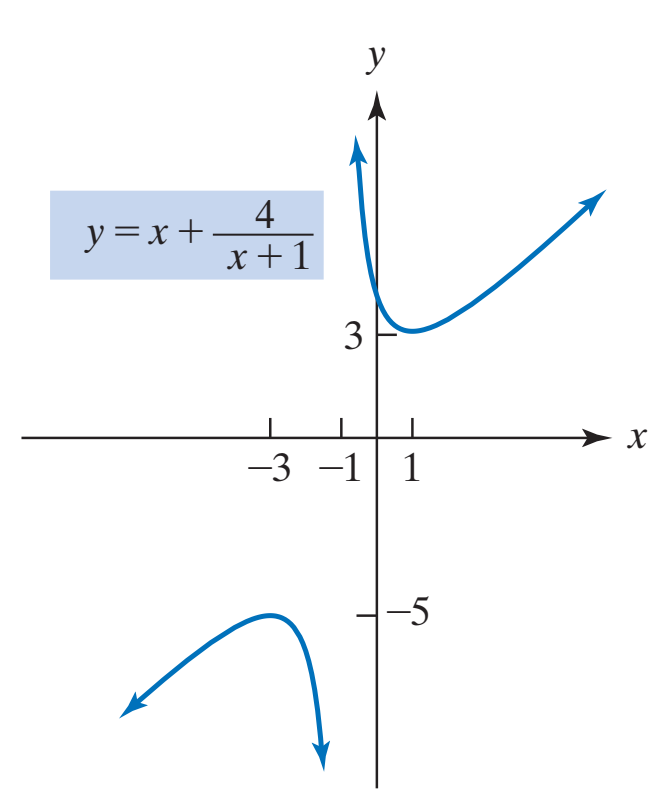 y
y = x + 4/(x + 1)
3
x
−3 −1 1
−5